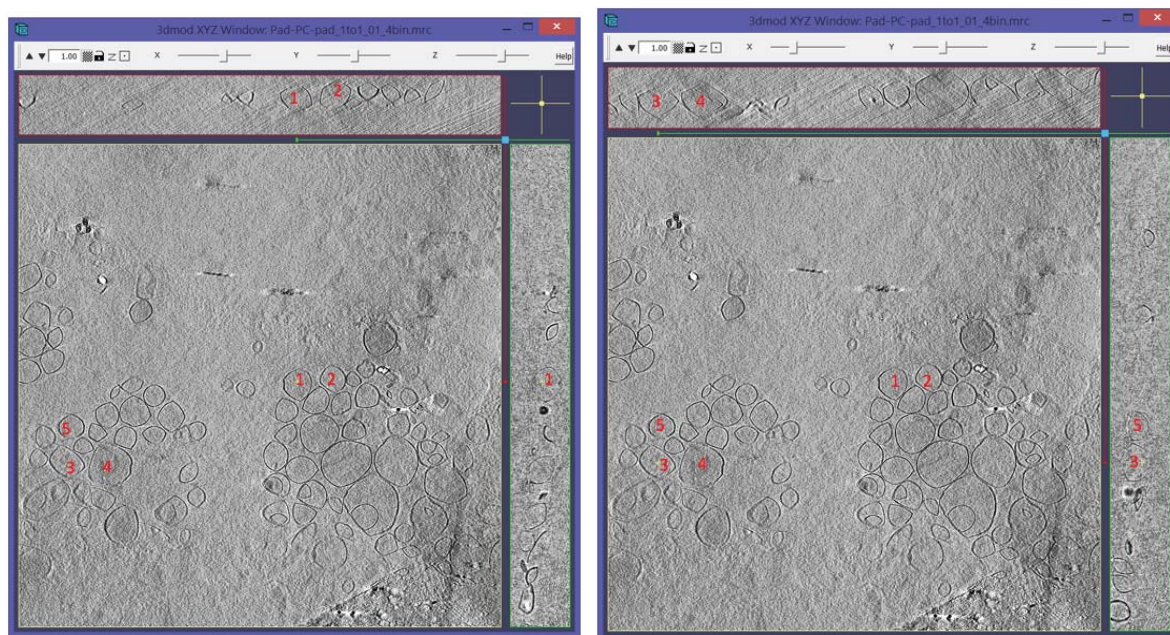 3dmod XYZ Window: Pad-PC-pad_1to1_01_4bin.mrc
1.00 Z X Y Z Help
1 2
1 2 1
5
3 4
3dmod XYZ Window: Pad-PC-pad_1to1_01_4bin.mrc
1.00 Z X Y Z Help
3 4
1 2
5 5
3 4 3